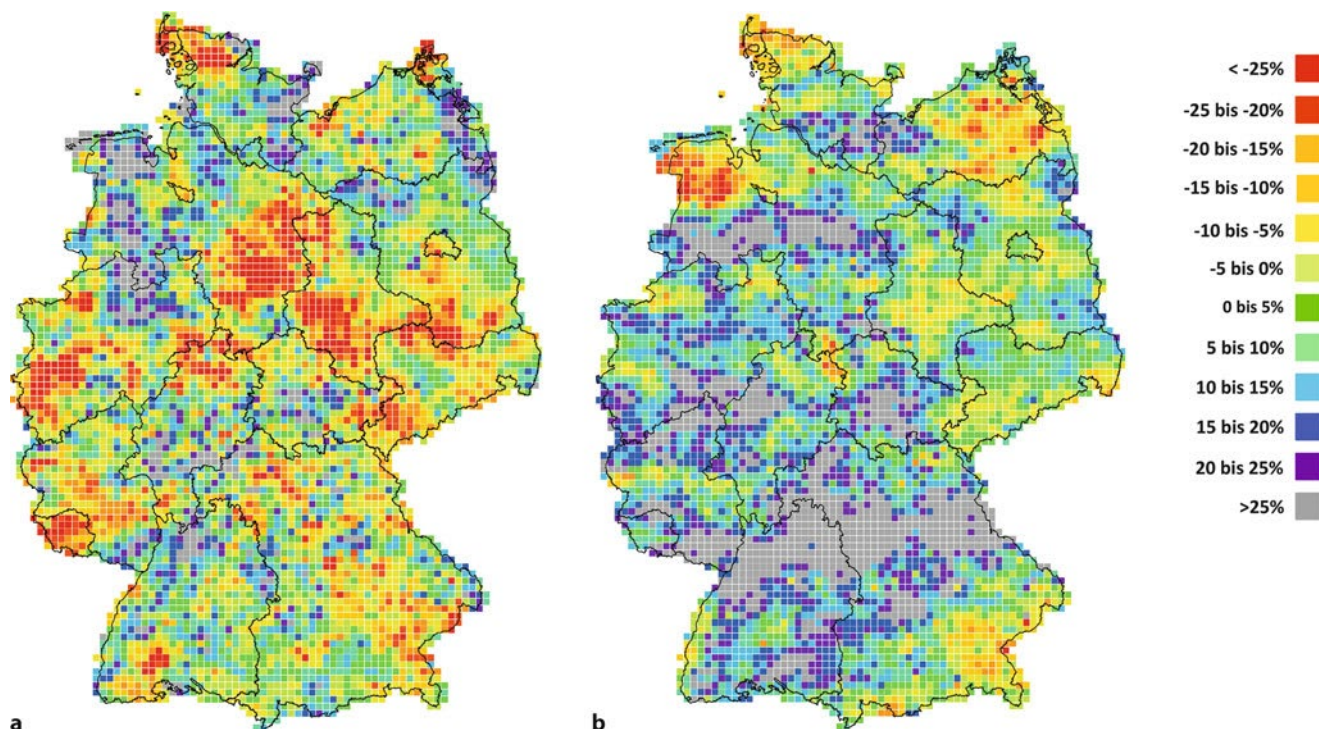 < -25%
-25 bis -20%
-20 bis -15%
-15 bis -10%
-10 bis -5%
-5 bis 0%
0 bis 5%
5 bis 10%
10 bis 15%
15 bis 20%
20 bis 25%
>25%
a
b